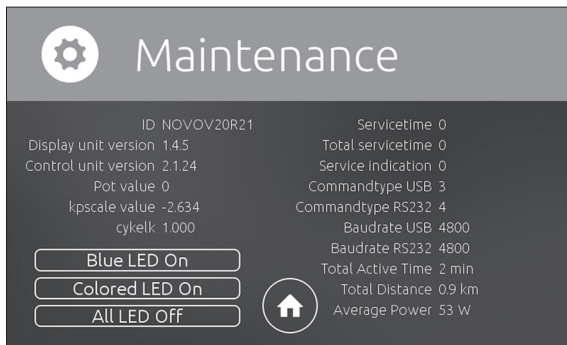 Maintenance
ID NOVOV20R21
Display unit version 1.4.5
Control unit version 2.1.24
Pot value 0
kpscale value -2.634
cykelk 1.000
Blue LED On
Colored LED On
All LED Off
Servicetime 0
Total servicetime 0
Service indication 0
Commandtype USB 3
Commandtype RS232 4
Baudrate USB 4800
Baudrate RS232 4800
Total Active Time 2 min
Total Distance 0.9 km
Average Power 53 W